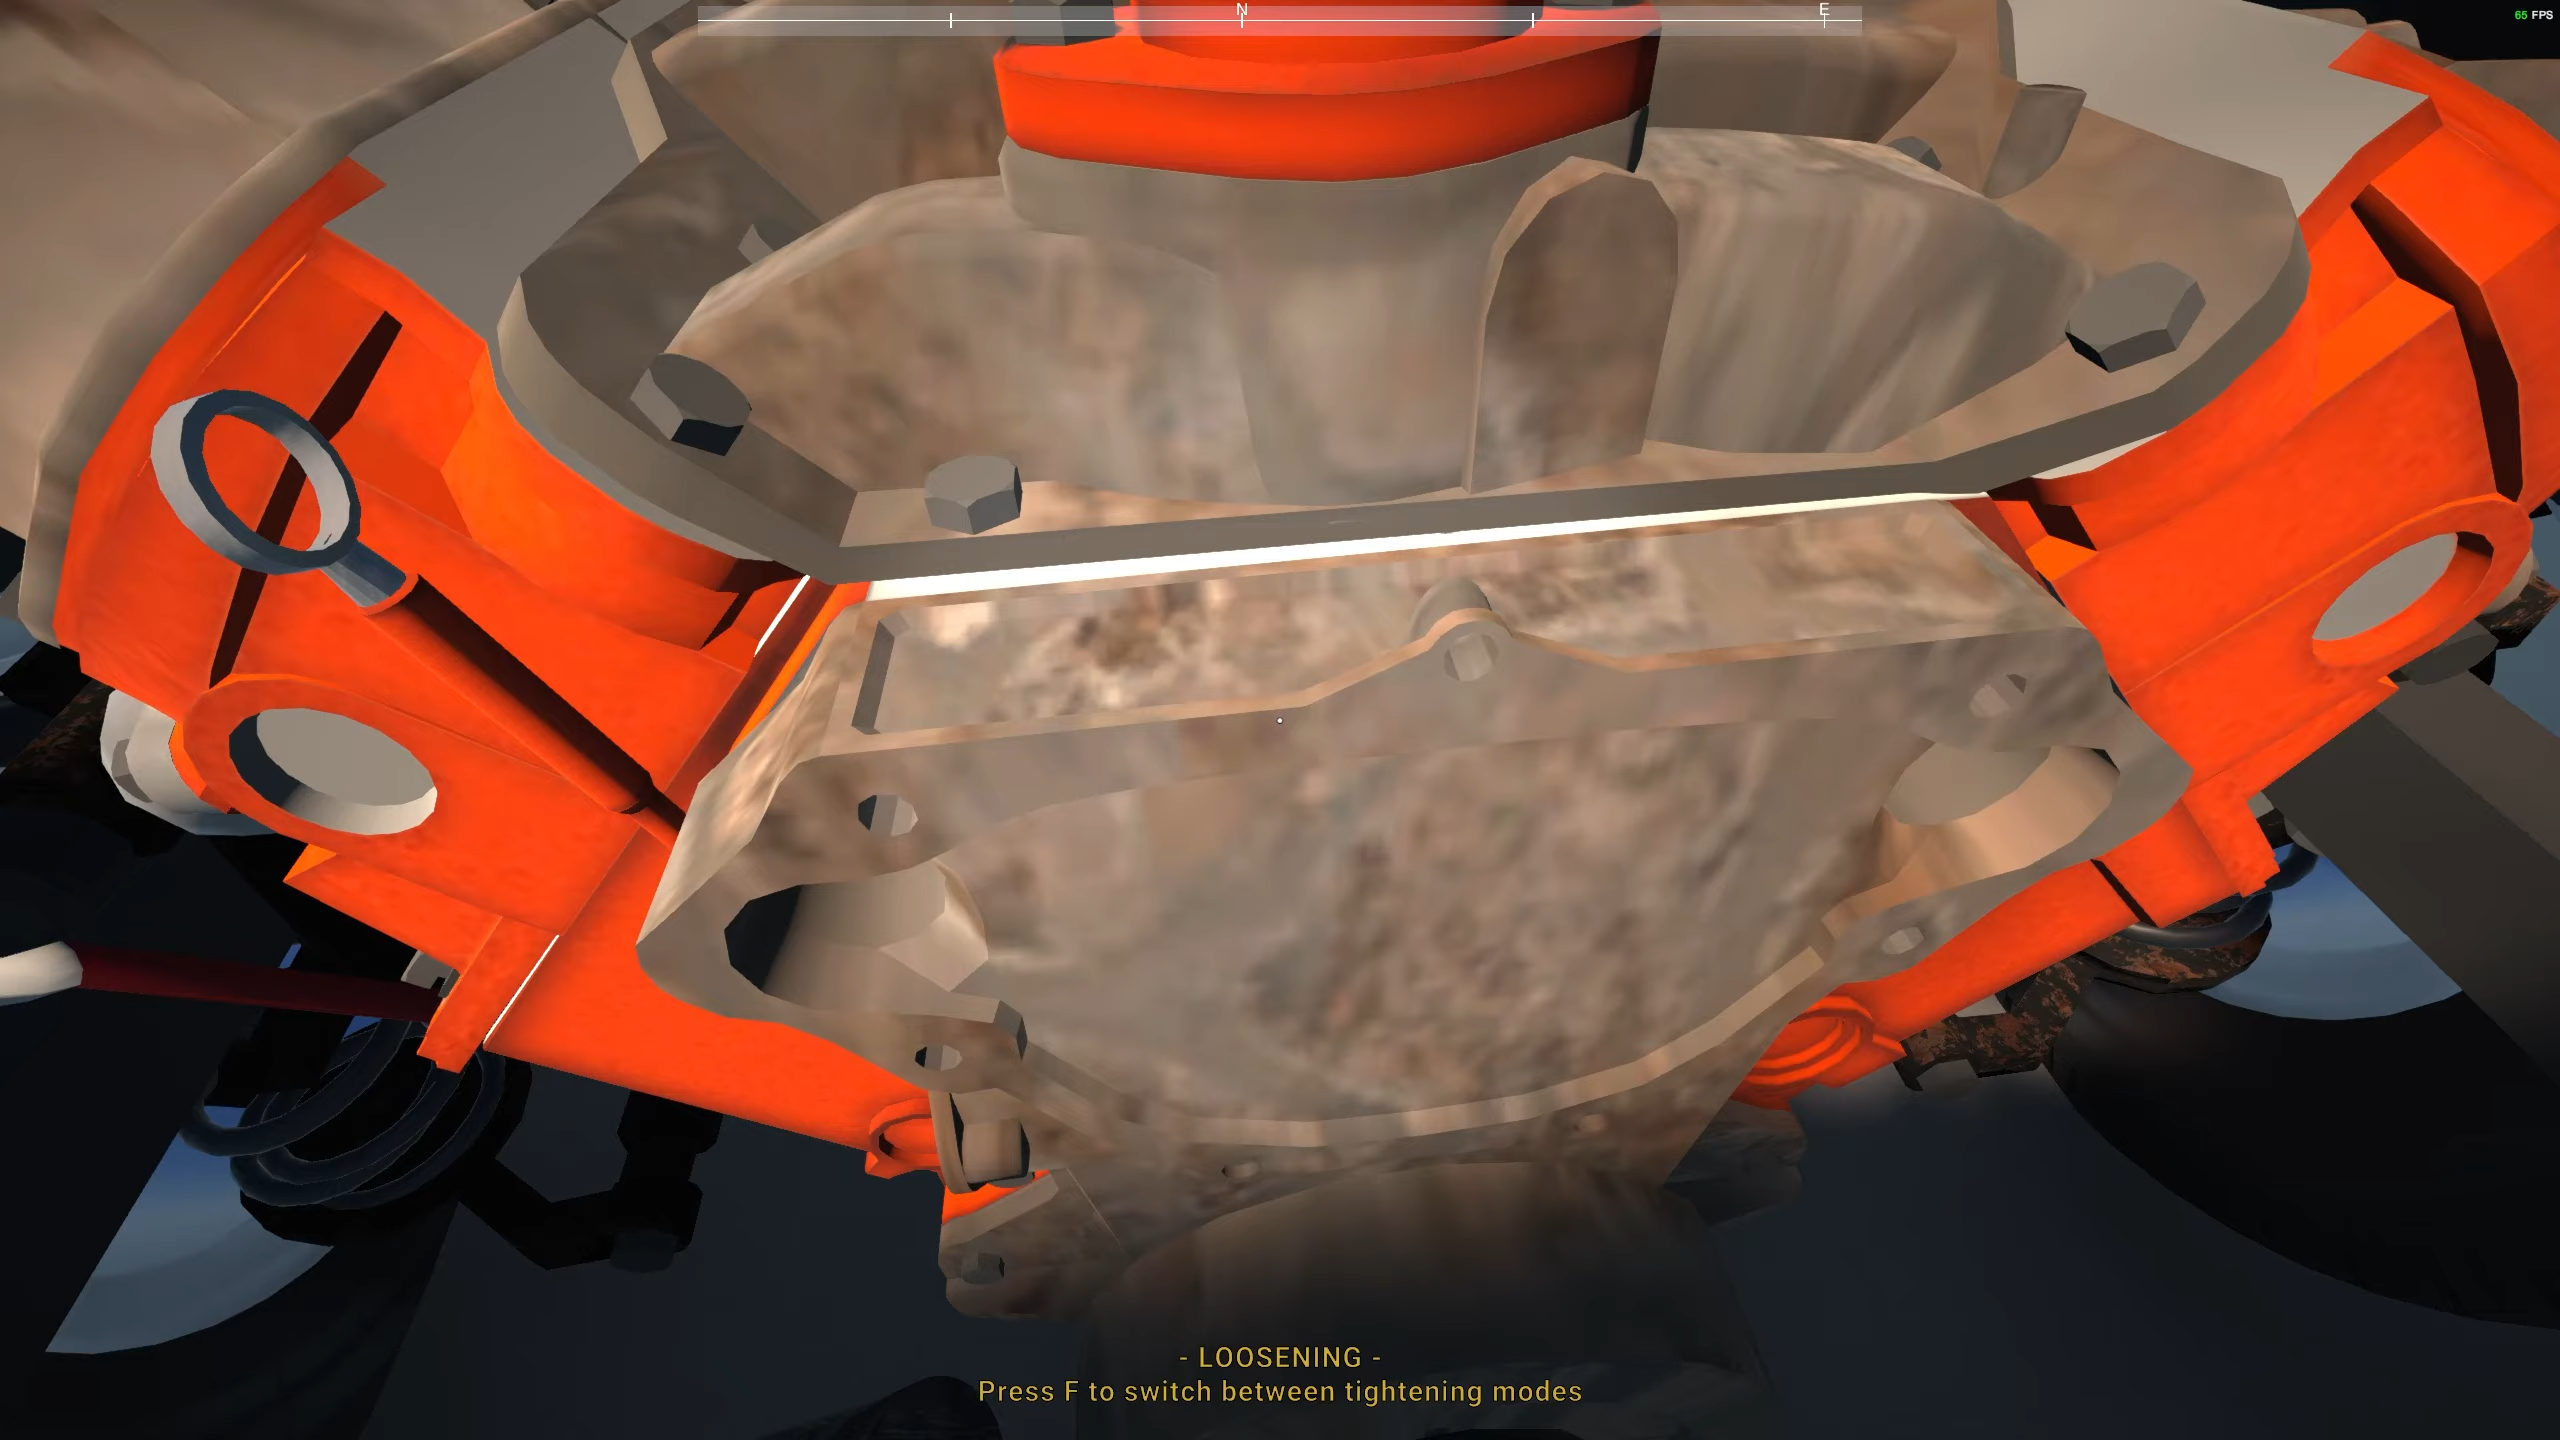 N
E
65 FPS
- LOOSENING -
Press F to switch between tightening modes